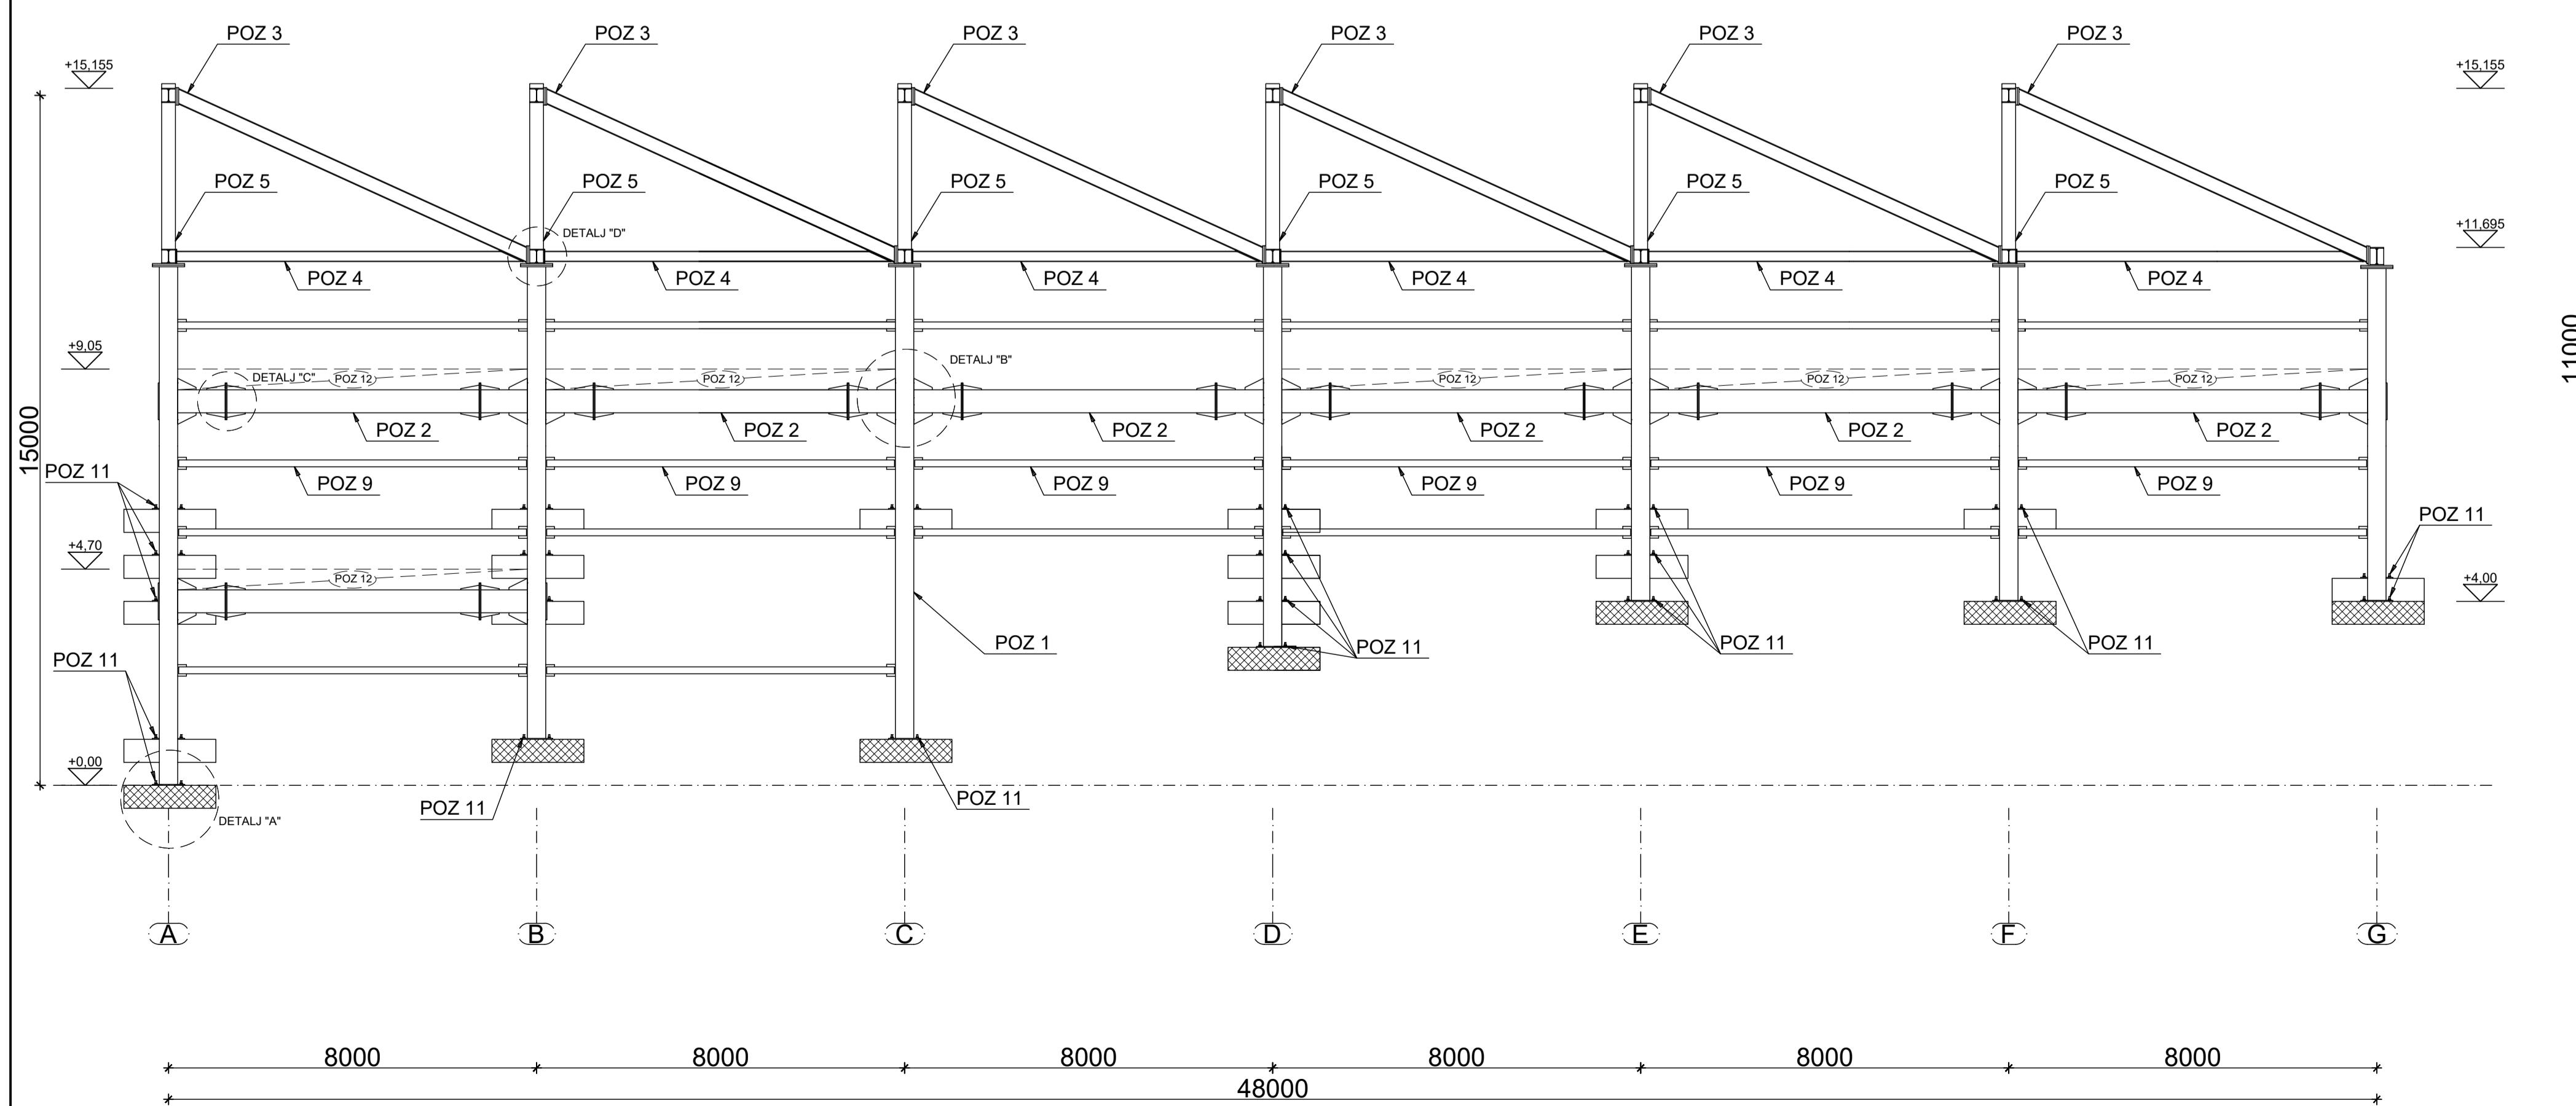 POZ 3 POZ 3 POZ 3 POZ 3 POZ 3 POZ 3
+15,155 +15,155
POZ 5 POZ 5 POZ 5 POZ 5 POZ 5 POZ 5
DETALJ "D"
+11,695
POZ 4 POZ 4 POZ 4 POZ 4 POZ 4 POZ 4
11000
+9,05
DETALJ "B"
DETALJ "C"
POZ 12 POZ 12 POZ 12 POZ 12 POZ 12
POZ 2 POZ 2 POZ 2 POZ 2 POZ 2 POZ 2
15000
POZ 11
POZ 9 POZ 9 POZ 9 POZ 9 POZ 9 POZ 9
POZ 11
+4,70
POZ 12
+4,00
POZ 1
POZ 11 POZ 11 POZ 11
POZ 11
+0,00
POZ 11 POZ 11
DETALJ "A"
A B C D E F G
8000 8000 8000 8000 8000 8000
48000